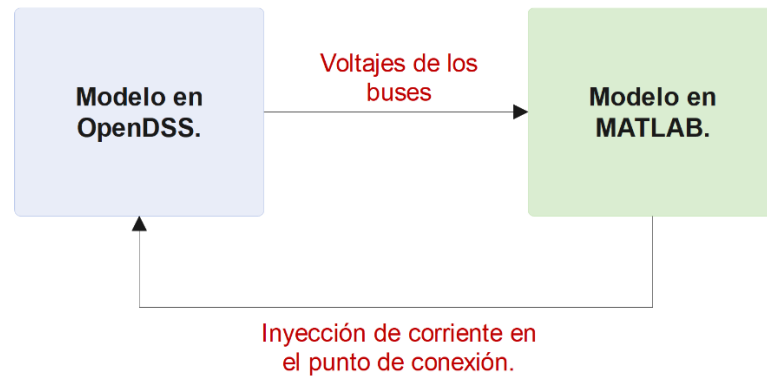 Modelo en
OpenDSS.
Voltajes de los
buses
Modelo en
MATLAB.
Inyección de corriente en
el punto de conexión.